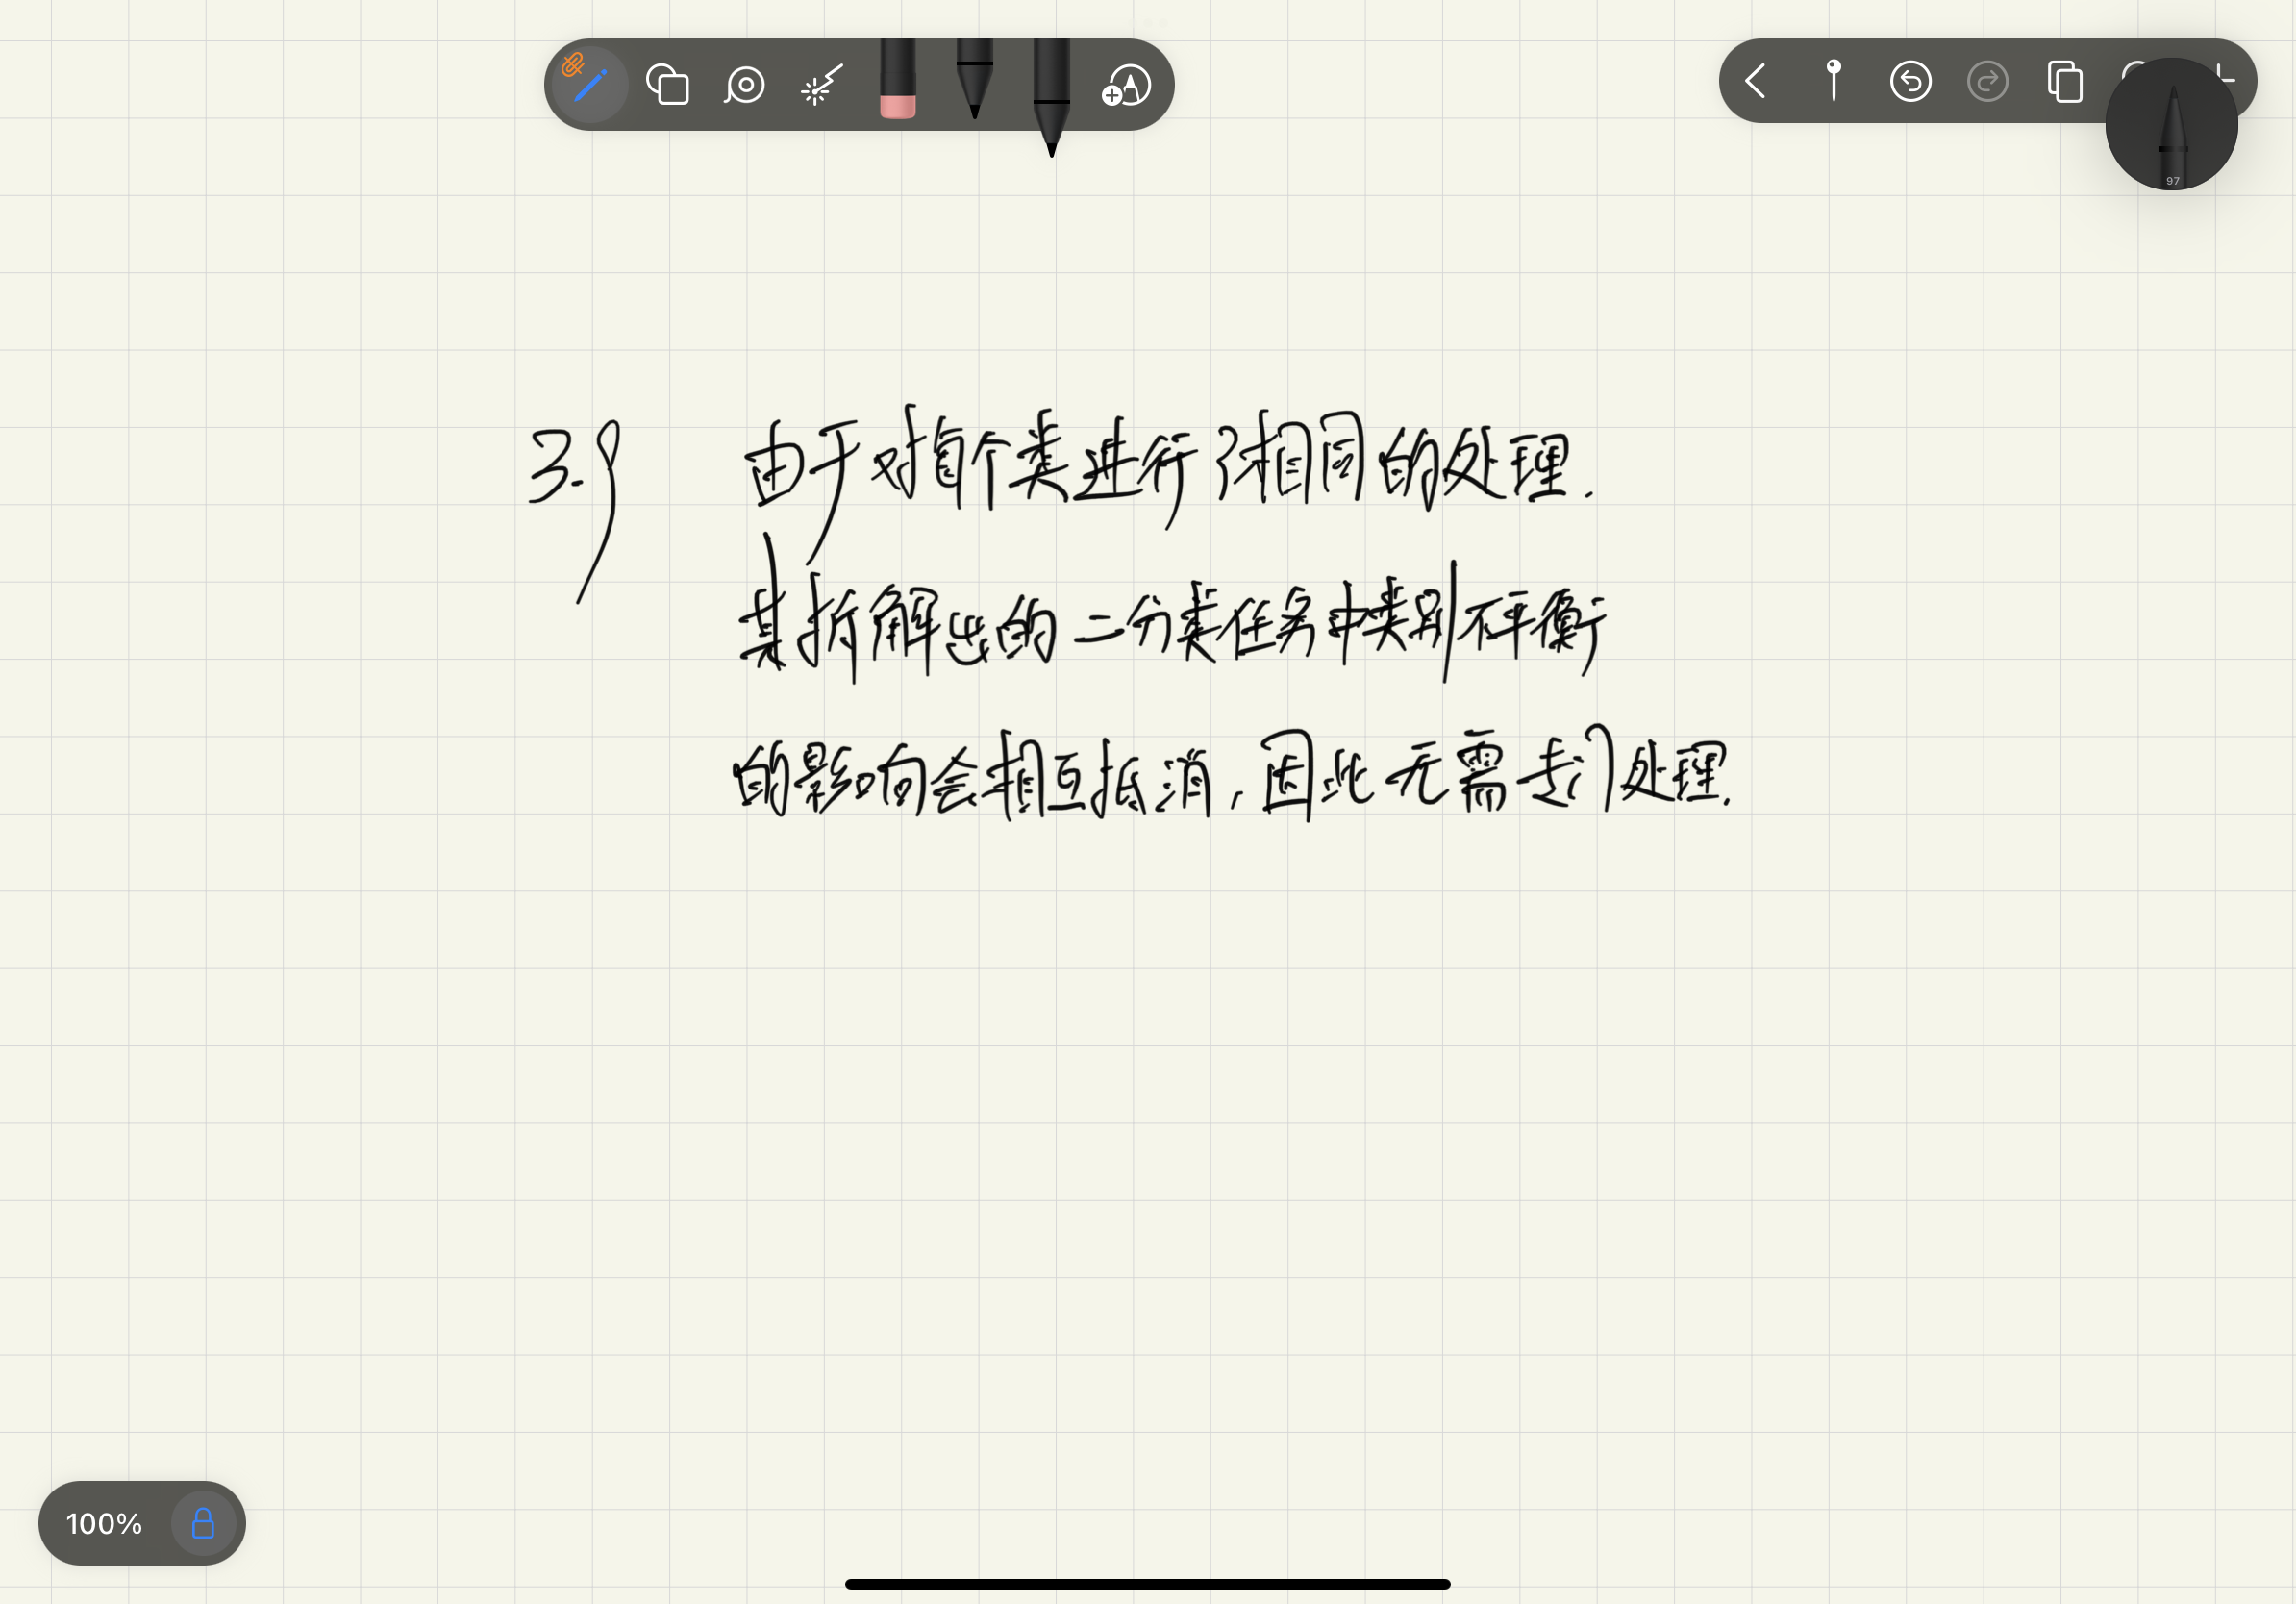 97
3.9 由于对每个类进行了相同的处理.
其拆解出的二分类任务中类别不平衡
的影响会相互抵消,因此无需专门处理.
100%